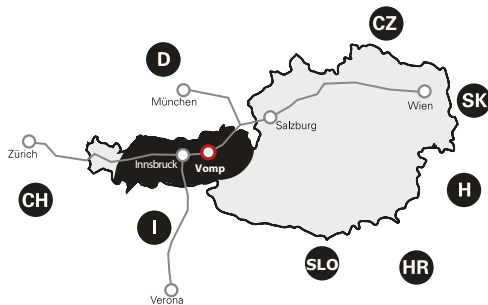 CZ
D
München
Wien
SK
Salzburg
Zürich
Innsbruck
Vomp
CH
H
I
SLO
HR
Verona